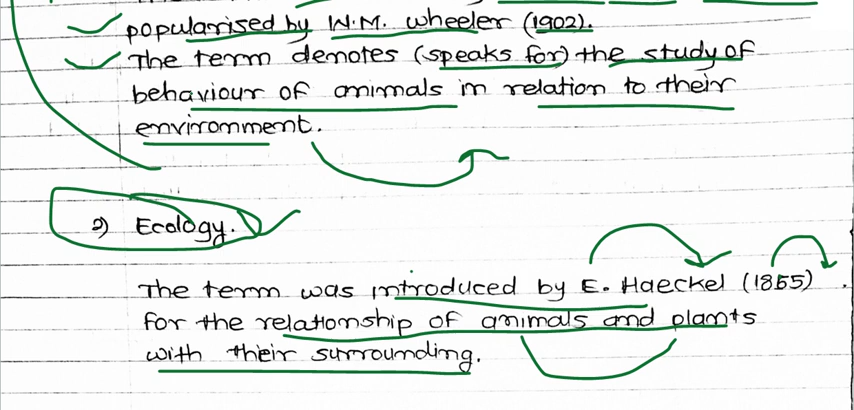 popularised by W.M. wheeler (1902).
The term denotes (speaks for) the study of
behaviour of animals in relation to their
environment.
2) Ecology.
The term was introduced by E. Haeckel (1855)
for the relationship of animals and plants
with their surrounding.